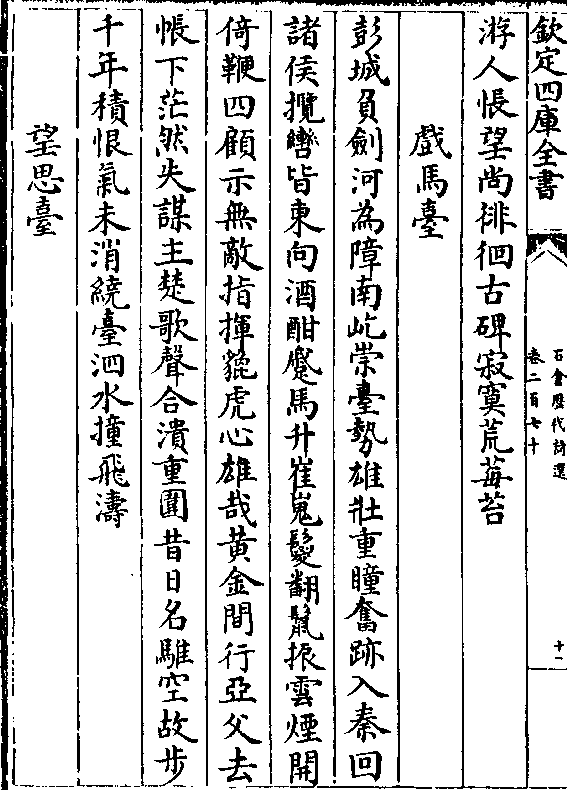 欽定四庫全書
石倉歷代詩選
卷二百七十
十一
游人悵望尚徘徊古碑寂寞荒莓苔
戲馬臺
彭城負劍河為障南屹崇臺勢雄壯重瞳奮跡入秦回
諸侯攬轡皆東向酒酣蹙馬升崔嵬鬉翻鬛振雲煙開
倚鞭四顧示無敵指揮貔虎心雄哉黄金間行亞父去
帳下茫然失謀主楚歌聲合潰重圍昔日名騅空故步
千年積恨氣未消繞臺泗水撞飛濤
望思臺